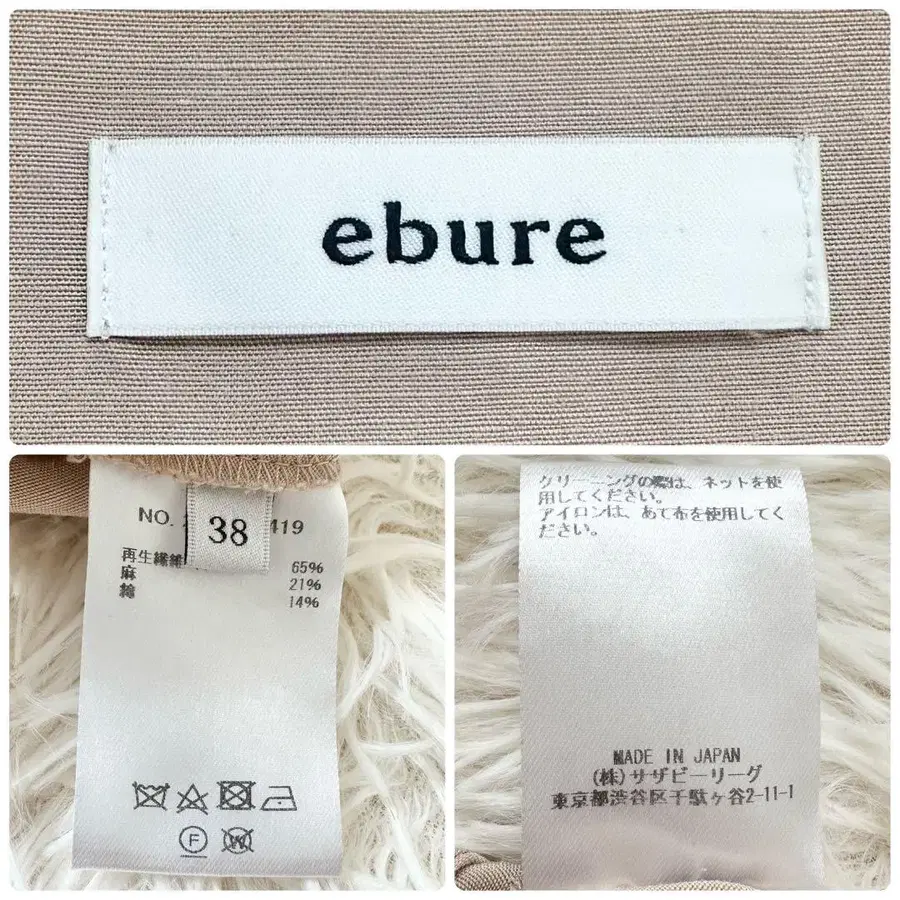 ebure
NO. 419
38
再生繊維 65%
麻 21%
綿 14%
F
W
クリーニングの際は、ネットを使
用してください。
アイロンは、あて布を使用してく
ださい。
MADE IN JAPAN
(株)サザビーリーグ
東京都渋谷区千駄ヶ谷2-11-1